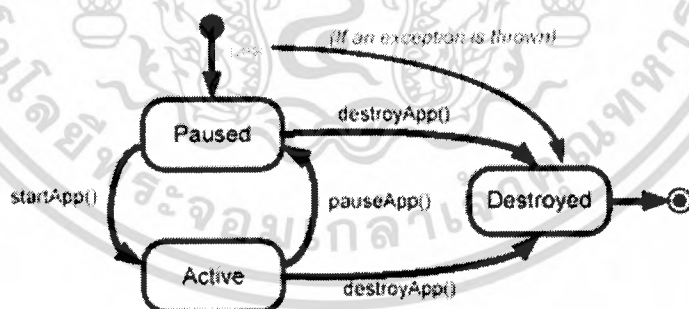 (If an exception is thrown)
destroyApp()
Paused
startApp()
pauseApp()
Destroyed
Active
destroyApp()